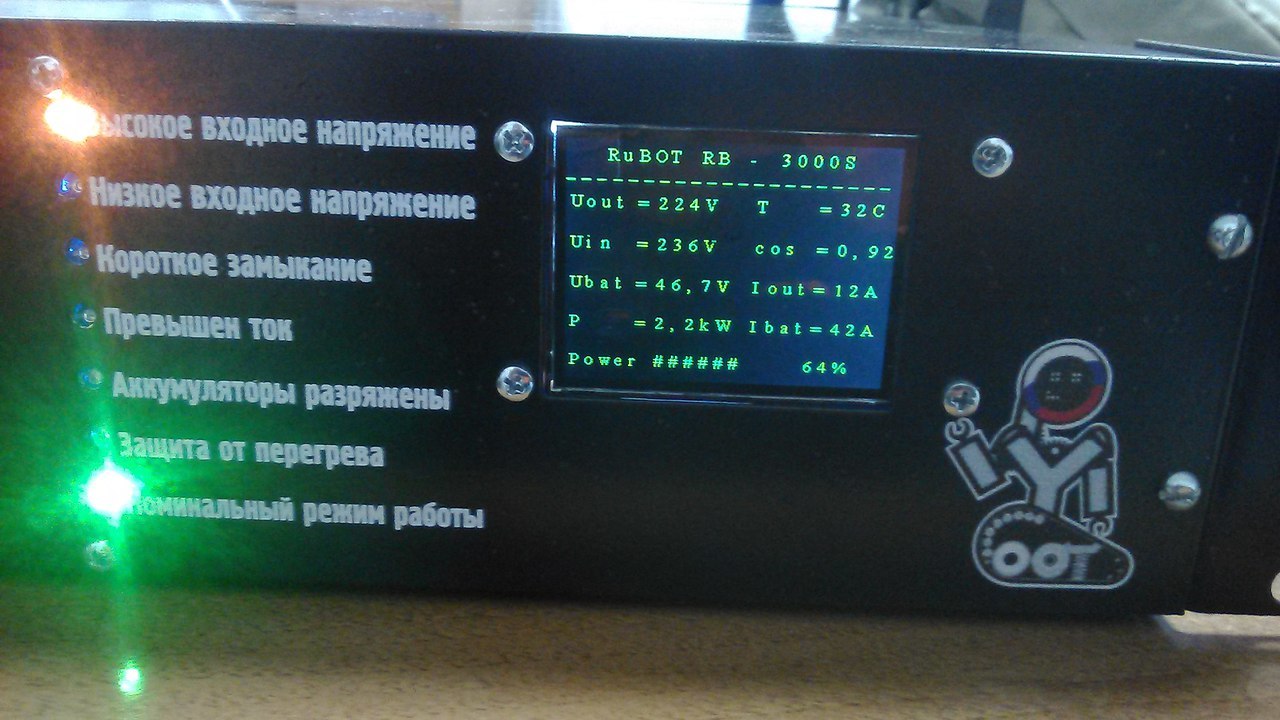 Высокое входное напряжение
Низкое входное напряжение
Короткое замыкание
Превышен ток
Аккумуляторы разряжены
Защита от перегрева
Номинальный режим работы
RuBOT RB - 3000S
Uout =224V T =32C
Uin =236V cos =0,92
Ubat =46,7V Iout=12A
P =2,2kW Ibat=42A
Power ###### 64%